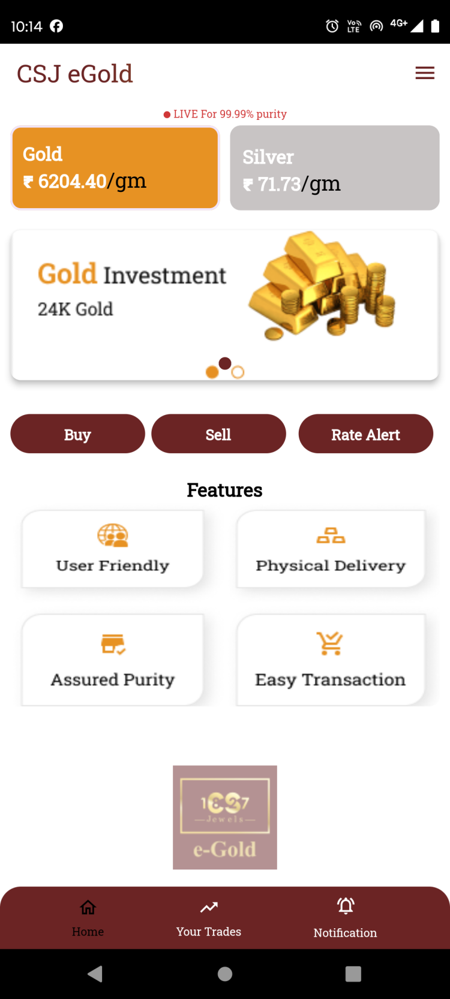 10:14
Vo
LTE
4G+
CSJ eGold
LIVE For 99.99% purity
Gold
₹ 6204.40/gm
Silver
₹ 71.73/gm
Gold Investment
24K Gold
Buy
Sell
Rate Alert
Features
User Friendly
Physical Delivery
Assured Purity
Easy Transaction
18CSJ27
Jewels
e-Gold
Home
Your Trades
Notification